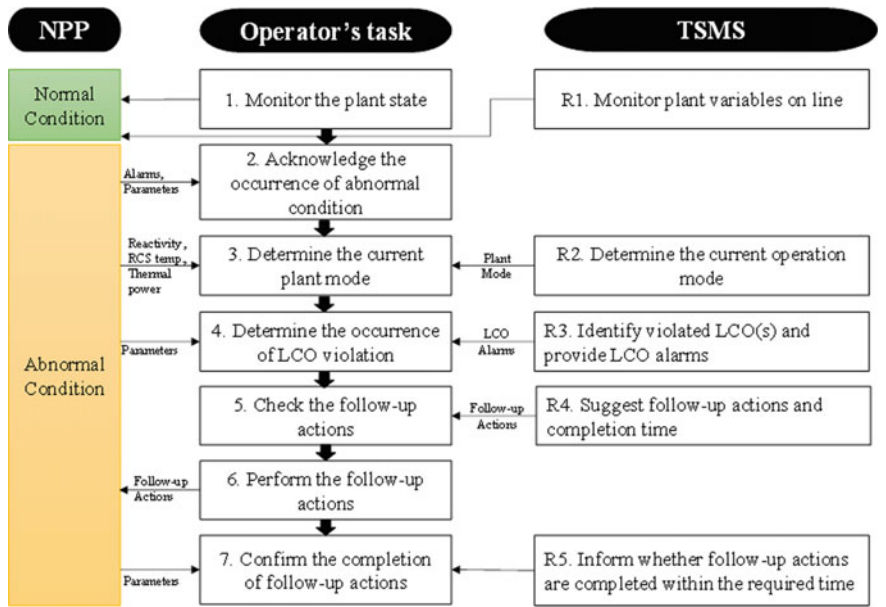 NPP
Operator's task
TSMS
Normal
Condition
1. Monitor the plant state
R1. Monitor plant variables on line
Alarms,
Parameters
2. Acknowledge the
occurrence of abnormal
condition
Reactivity,
RCS temp,
Thermal
power
3. Determine the current
plant mode
Plant
Mode
R2. Determine the current operation
mode
Parameters
4. Determine the occurrence
of LCO violation
LCO
Alarms
R3. Identify violated LCO(s) and
provide LCO alarms
Abnormal
Condition
5. Check the follow-up
actions
Follow-up
Actions
R4. Suggest follow-up actions and
completion time
Follow-up
Actions
6. Perform the follow-up
actions
Parameters
7. Confirm the completion
of follow-up actions
R5. Inform whether follow-up actions
are completed within the required time